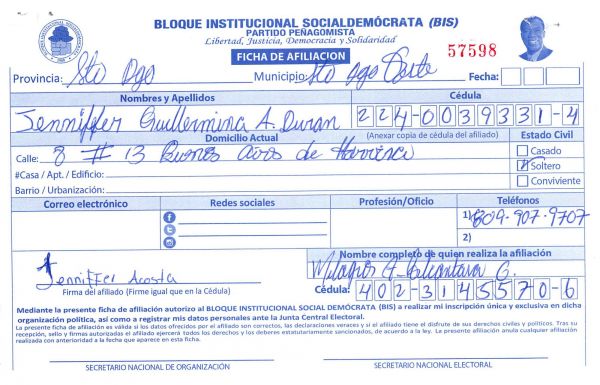 BLOQUE INSTITUCIONAL SOCIALDEMÓCRATA (BIS)
PARTIDO PEÑAGOMISTA
Libertad, Justicia, Democracia y Solidaridad
FICHA DE AFILIACION
57598
Provincia: Sto Dgo Municipio: Sto Dgo Oeste Fecha:
Nombres y Apellidos Cédula
Jenniffer Guillermina A. Duran 224-0039331-4
Domicilio Actual (Anexar copia de cédula del afiliado) Estado Civil
Calle: 8 # 13 Buenos Aires de Casado
#Casa / Apt. / Edificio: Soltero
Barrio / Urbanización: Conviviente
Correo electrónico Redes sociales Profesión/Oficio Teléfonos
1) 809-907-9707
2)
Nombre completo de quien realiza la afiliación
Milagros A. Alcantara G.
Jenniffer Acosta
Firma del afiliado (Firme igual que en la Cédula) Cédula: 402-3145570-6
Mediante la presente ficha de afiliación autorizo al BLOQUE INSTITUCIONAL SOCIAL DEMÓCRATA (BIS) a realizar mi inscripción única y exclusiva en dicha
organización política, así como a registrar mis datos personales ante la Junta Central Electoral.
La presente ficha de afiliación es válida si los datos ofrecidos por el afiliado son correctos, las declaraciones veraces y si el afiliado tiene el disfrute de sus derechos civiles y políticos. Tras su
recepción, sello y firmas autorizadas el afiliado ejercerá todos los derechos y los deberes estatutariamente sancionados, de acuerdo a la ley. La presente afiliación anula cualquier afiliación
realizada con anterioridad a la fecha que aparece en esta ficha.
SECRETARIO NACIONAL DE ORGANIZACIÓN SECRETARIO NACIONAL ELECTORAL